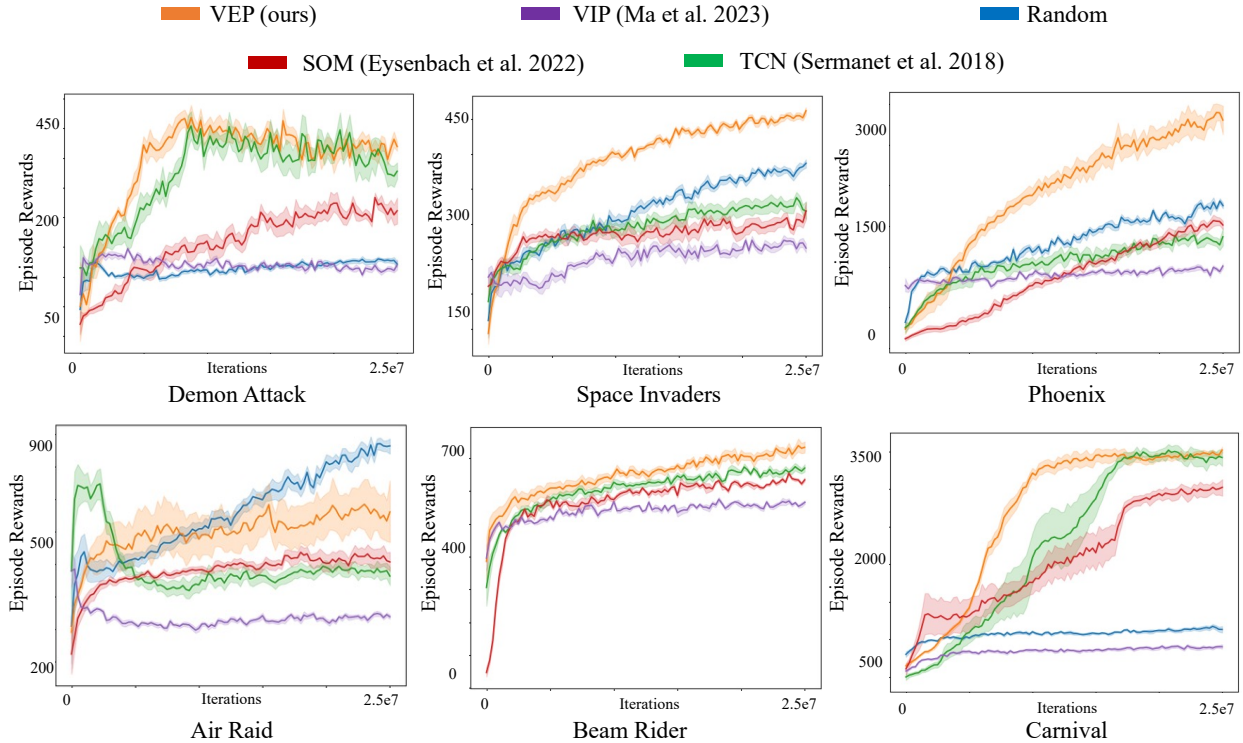 VEP (ours) VIP (Ma et al. 2023) Random
SOM (Eysenbach et al. 2022) TCN (Sermanet et al. 2018)
Episode Rewards
450
200
50
0 Iterations 2.5e7
Demon Attack
Episode Rewards
450
300
150
0 Iterations 2.5e7
Space Invaders
Episode Rewards
3000
1500
0
0 Iterations 2.5e7
Phoenix
Episode Rewards
900
500
200
0 Iterations 2.5e7
Air Raid
Episode Rewards
700
400
0
0 Iterations 2.5e7
Beam Rider
Episode Rewards
3500
2000
500
0 Iterations 2.5e7
Carnival